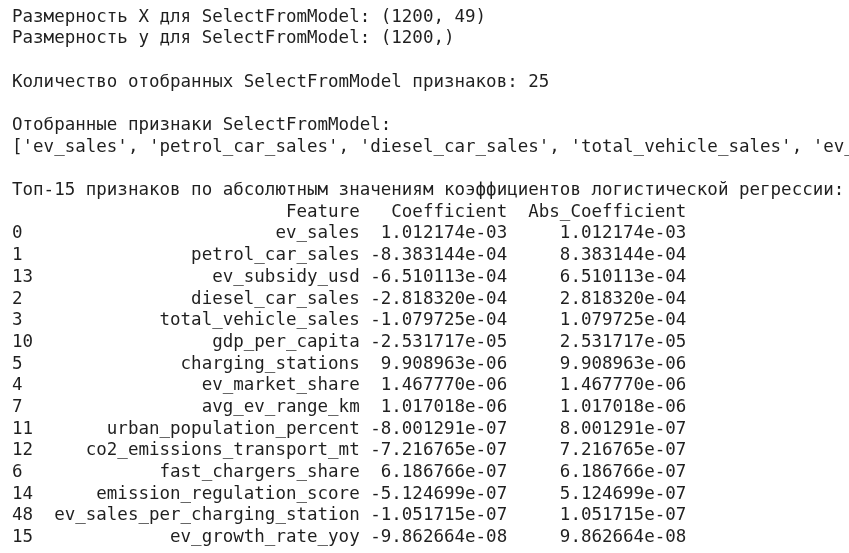 Размерность X для SelectFromModel: (1200, 49)
Размерность y для SelectFromModel: (1200,)
Количество отобранных SelectFromModel признаков: 25
Отобранные признаки SelectFromModel:
['ev_sales', 'petrol_car_sales', 'diesel_car_sales', 'total_vehicle_sales', 'ev_
Топ-15 признаков по абсолютным значениям коэффициентов логистической регрессии:
Feature Coefficient Abs_Coefficient
0 ev_sales 1.012174e-03 1.012174e-03
1 petrol_car_sales -8.383144e-04 8.383144e-04
13 ev_subsidy_usd -6.510113e-04 6.510113e-04
2 diesel_car_sales -2.818320e-04 2.818320e-04
3 total_vehicle_sales -1.079725e-04 1.079725e-04
10 gdp_per_capita -2.531717e-05 2.531717e-05
5 charging_stations 9.908963e-06 9.908963e-06
4 ev_market_share 1.467770e-06 1.467770e-06
7 avg_ev_range_km 1.017018e-06 1.017018e-06
11 urban_population_percent -8.001291e-07 8.001291e-07
12 co2_emissions_transport_mt -7.216765e-07 7.216765e-07
6 fast_chargers_share 6.186766e-07 6.186766e-07
14 emission_regulation_score -5.124699e-07 5.124699e-07
48 ev_sales_per_charging_station -1.051715e-07 1.051715e-07
15 ev_growth_rate_yoy -9.862664e-08 9.862664e-08